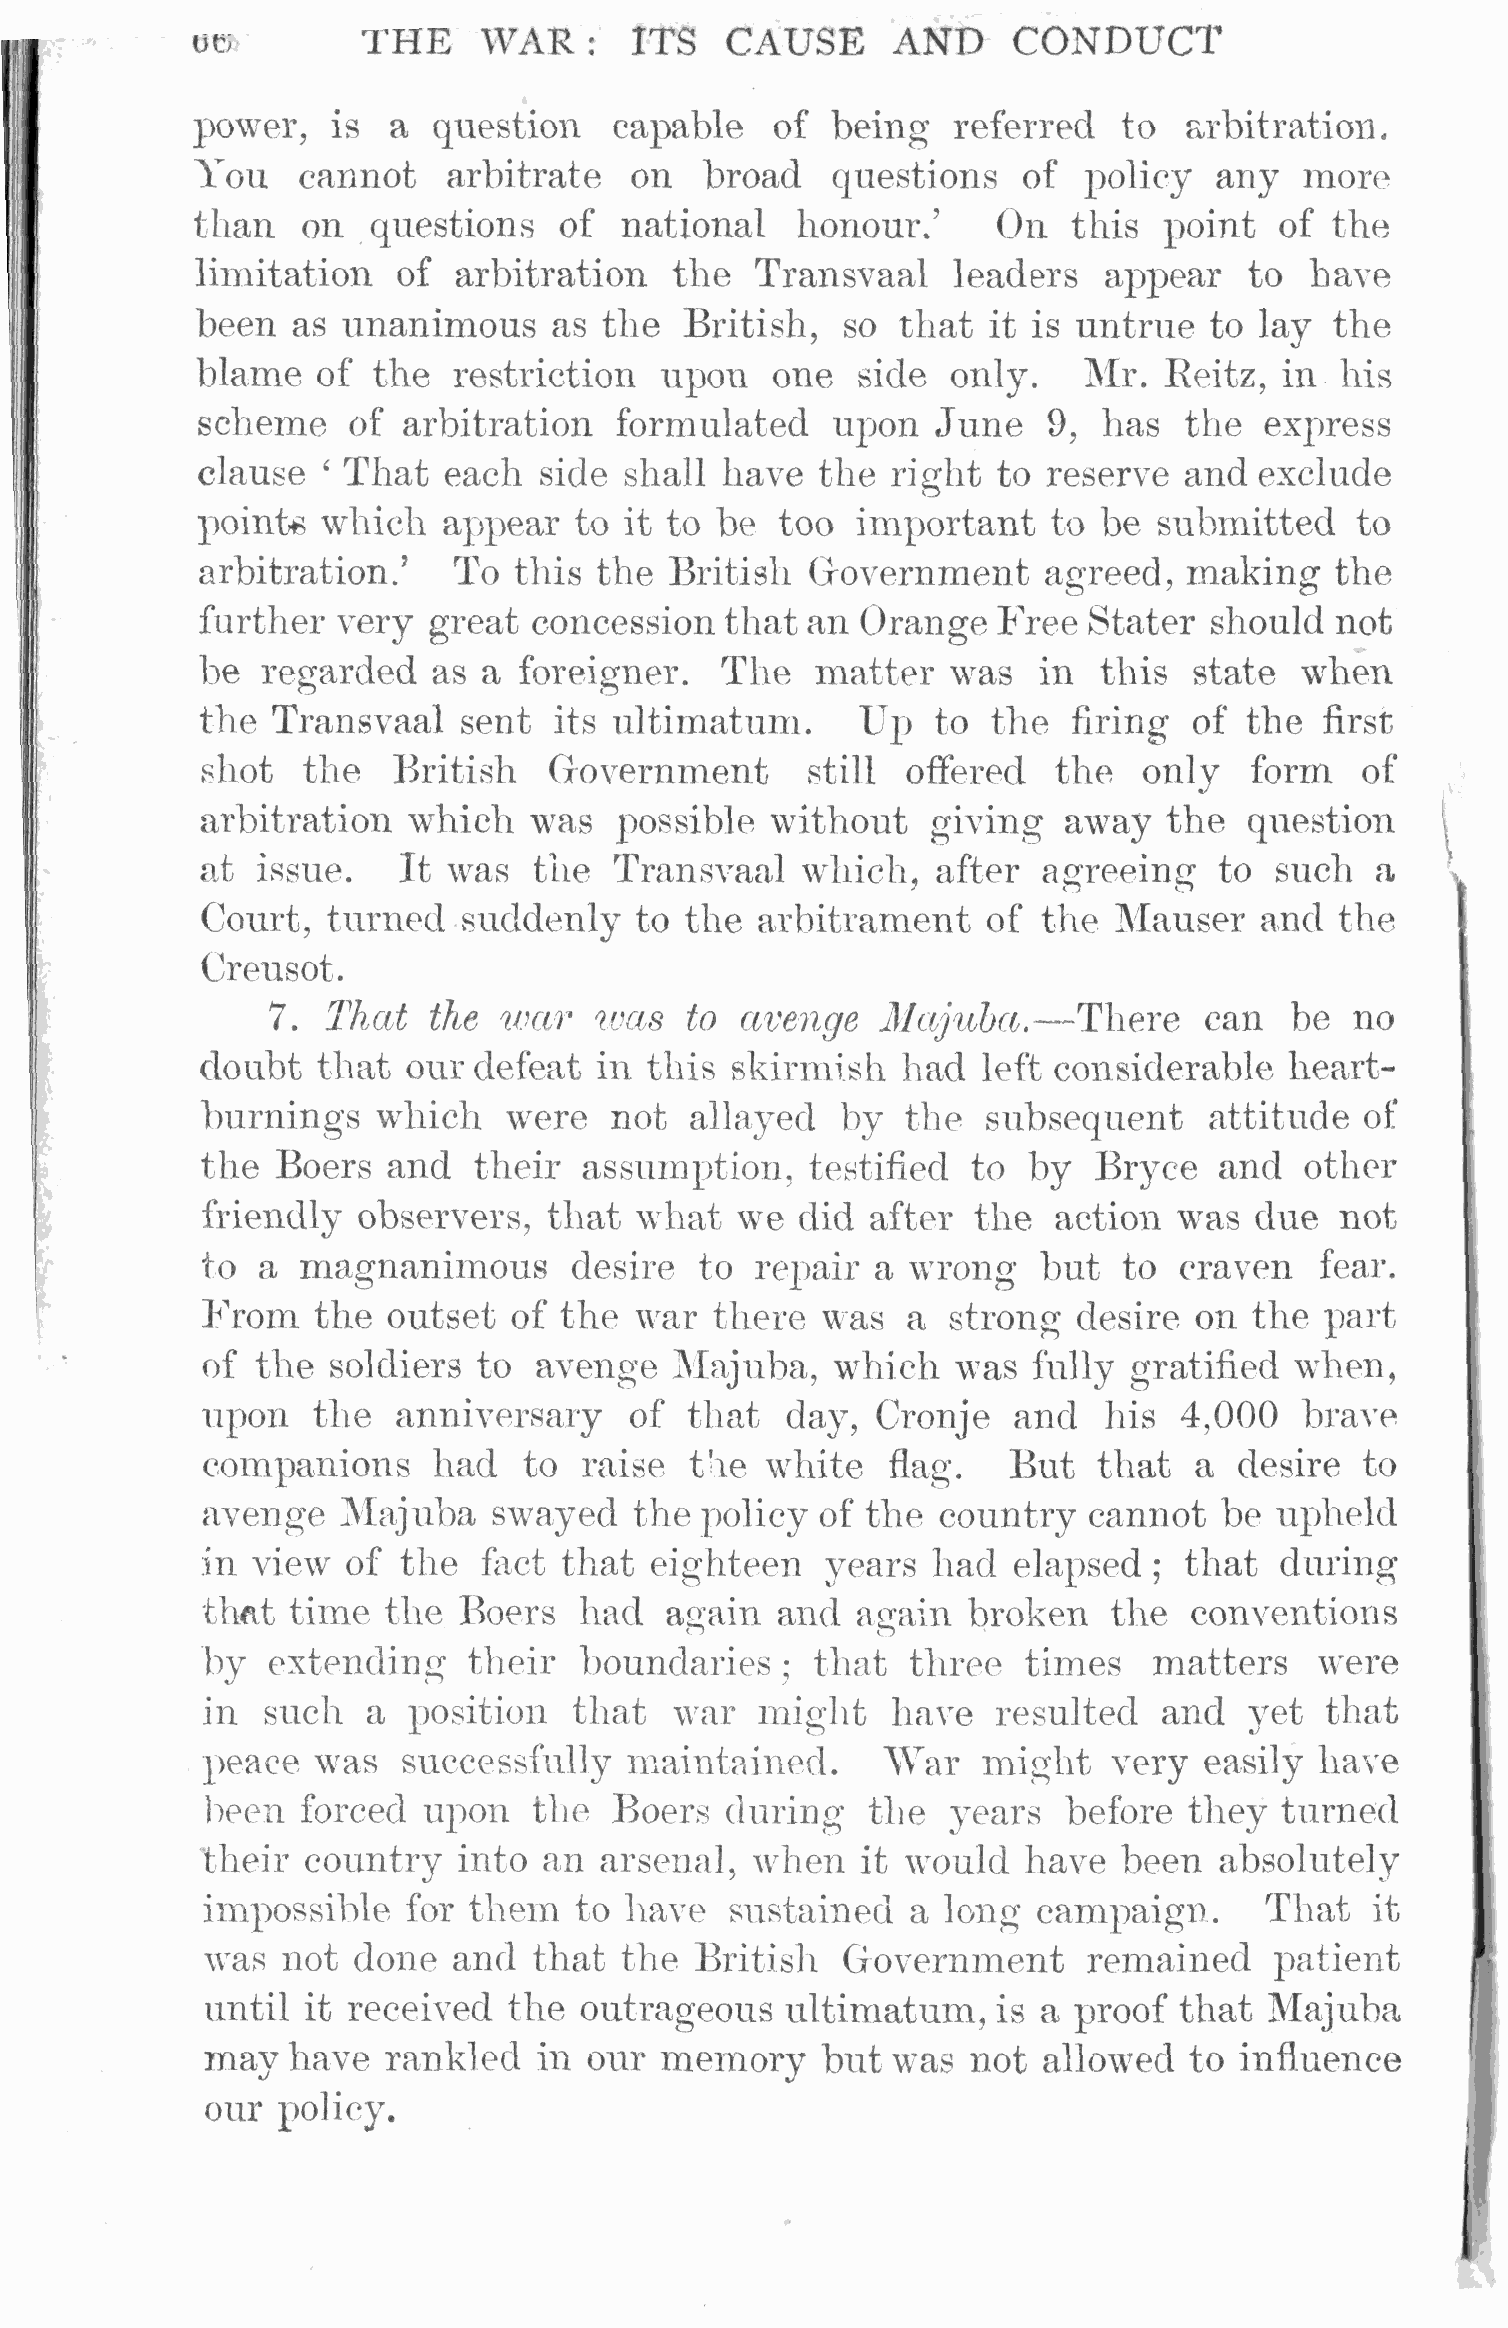 66 THE WAR: ITS CAUSE AND CONDUCT
power, is a question capable of being referred to arbitration.
You cannot arbitrate on broad questions of policy any more
than on questions of national honour.' On this point of the
limitation of arbitration the Transvaal leaders appear to have
been as unanimous as the British, so that it is untrue to lay the
blame of the restriction upon one side only. Mr. Reitz, in his
scheme of arbitration formulated upon June 9, has the express
clause ' That each side shall have the right to reserve and exclude
points which appear to it to be too important to be submitted to
arbitration.' To this the British Government agreed, making the
further very great concession that an Orange Free Stater should not
be regarded as a foreigner. The matter was in this state when
the Transvaal sent its ultimatum. Up to the firing of the first
shot the British Government still offered the only form of
arbitration which was possible without giving away the question
at issue. It was the Transvaal which, after agreeing to such a
Court, turned suddenly to the arbitrament of the Mauser and the
Creusot.
7. That the war was to avenge Majuba.—There can be no
doubt that our defeat in this skirmish had left considerable heart-
burnings which were not allayed by the subsequent attitude of
the Boers and their assumption, testified to by Bryce and other
friendly observers, that what we did after the action was due not
to a magnanimous desire to repair a wrong but to craven fear.
From the outset of the war there was a strong desire on the part
of the soldiers to avenge Majuba, which was fully gratified when,
upon the anniversary of that day, Cronje and his 4,000 brave
companions had to raise the white flag. But that a desire to
avenge Majuba swayed the policy of the country cannot be upheld
in view of the fact that eighteen years had elapsed; that during
that time the Boers had again and again broken the conventions
by extending their boundaries; that three times matters were
in such a position that war might have resulted and yet that
peace was successfully maintained. War might very easily have
been forced upon the Boers during the years before they turned
their country into an arsenal, when it would have been absolutely
impossible for them to have sustained a long campaign. That it
was not done and that the British Government remained patient
until it received the outrageous ultimatum, is a proof that Majuba
may have rankled in our memory but was not allowed to influence
our policy.